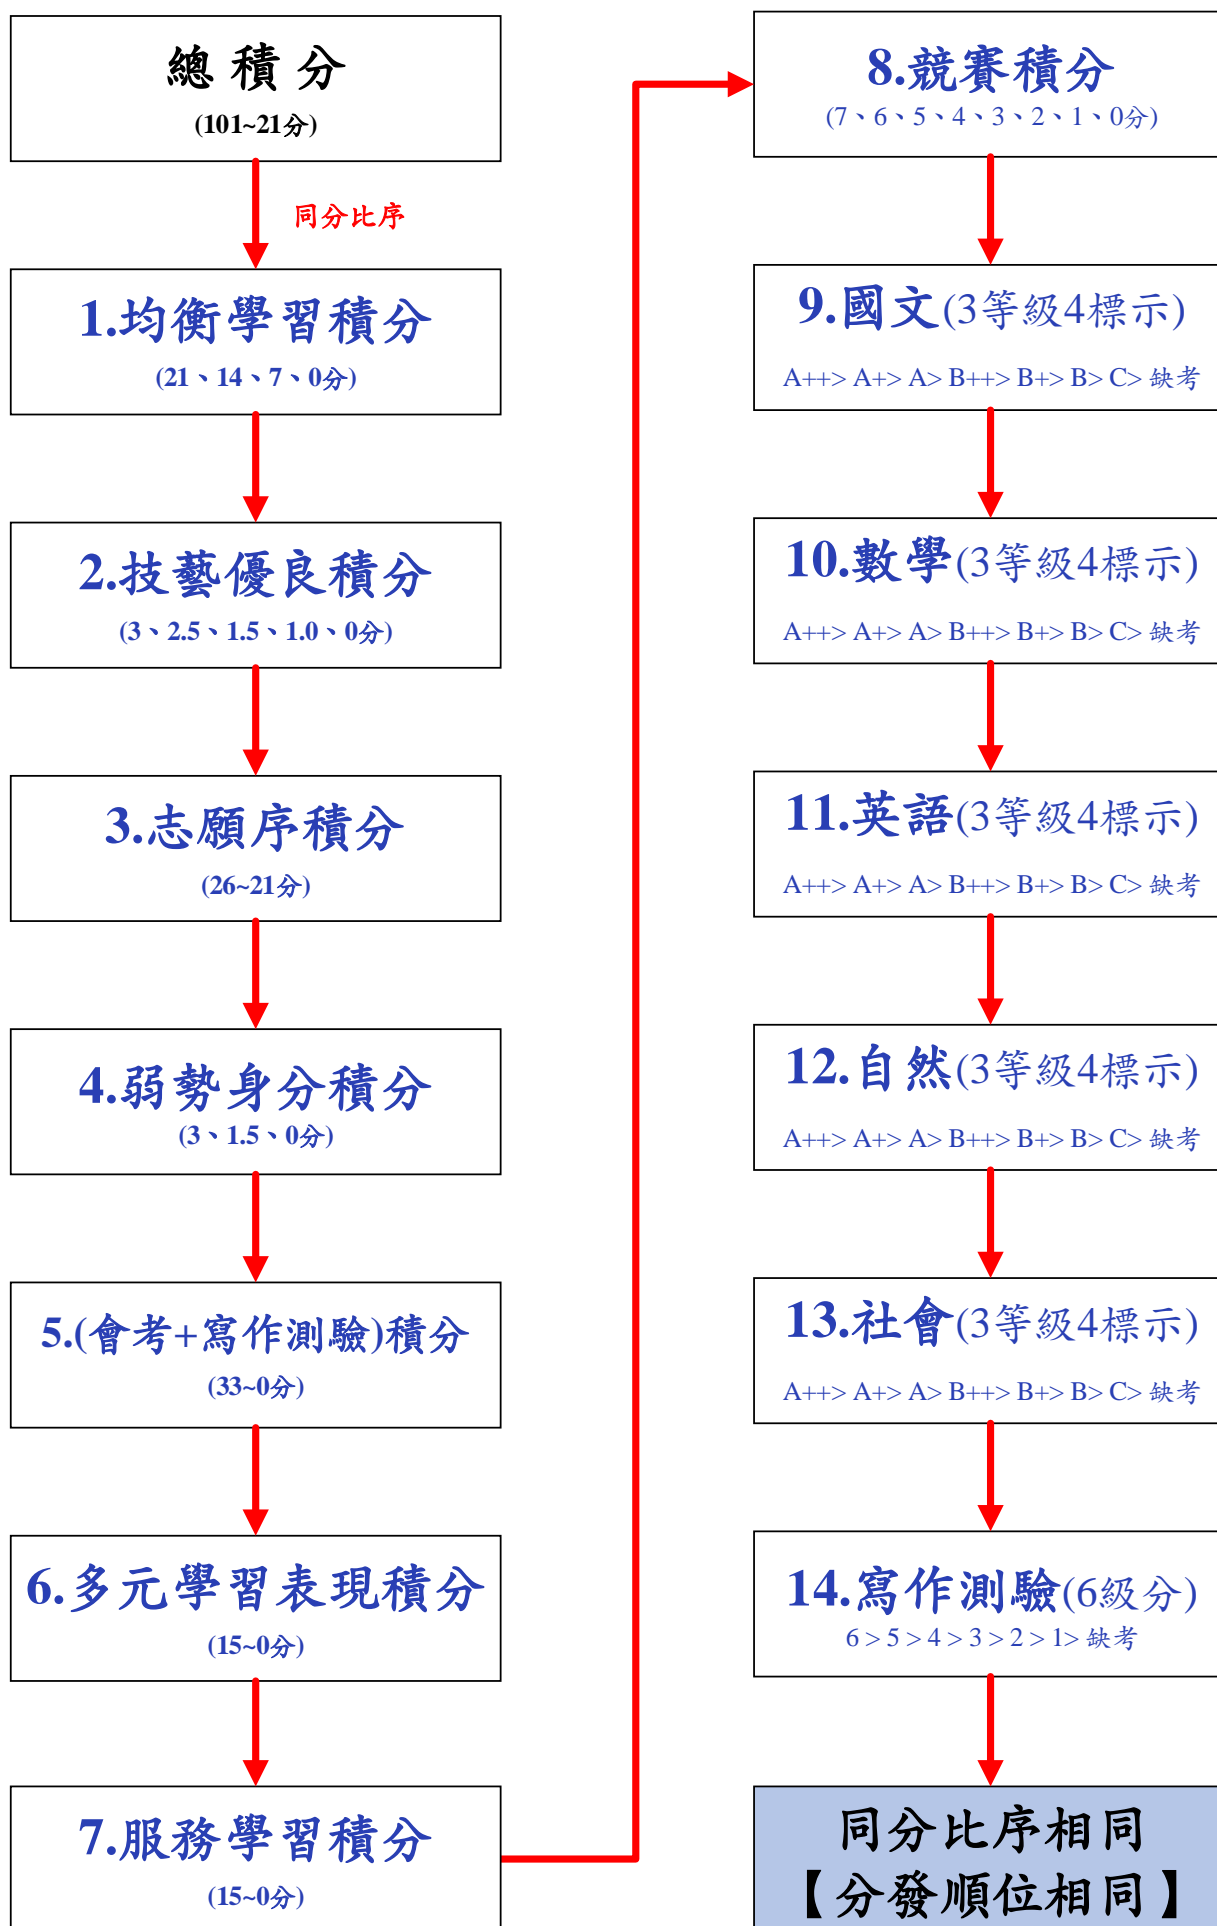 總積分
(101~21分)
同分比序
1.均衡學習積分
(21、14、7、0分)
2.技藝優良積分
(3、2.5、1.5、1.0、0分)
3.志願序積分
(26~21分)
4.弱勢身分積分
(3、1.5、0分)
5.(會考+寫作測驗)積分
(33~0分)
6.多元學習表現積分
(15~0分)
7.服務學習積分
(15~0分)
8.競賽積分
(7、6、5、4、3、2、1、0分)
9.國文(3等級4標示)
A++> A+> A> B++> B+> B> C> 缺考
10.數學(3等級4標示)
A++> A+> A> B++> B+> B> C> 缺考
11.英語(3等級4標示)
A++> A+> A> B++> B+> B> C> 缺考
12.自然(3等級4標示)
A++> A+> A> B++> B+> B> C> 缺考
13.社會(3等級4標示)
A++> A+> A> B++> B+> B> C> 缺考
14.寫作測驗(6級分)
6 > 5 > 4 > 3 > 2 > 1> 缺考
同分比序相同
【分發順位相同】